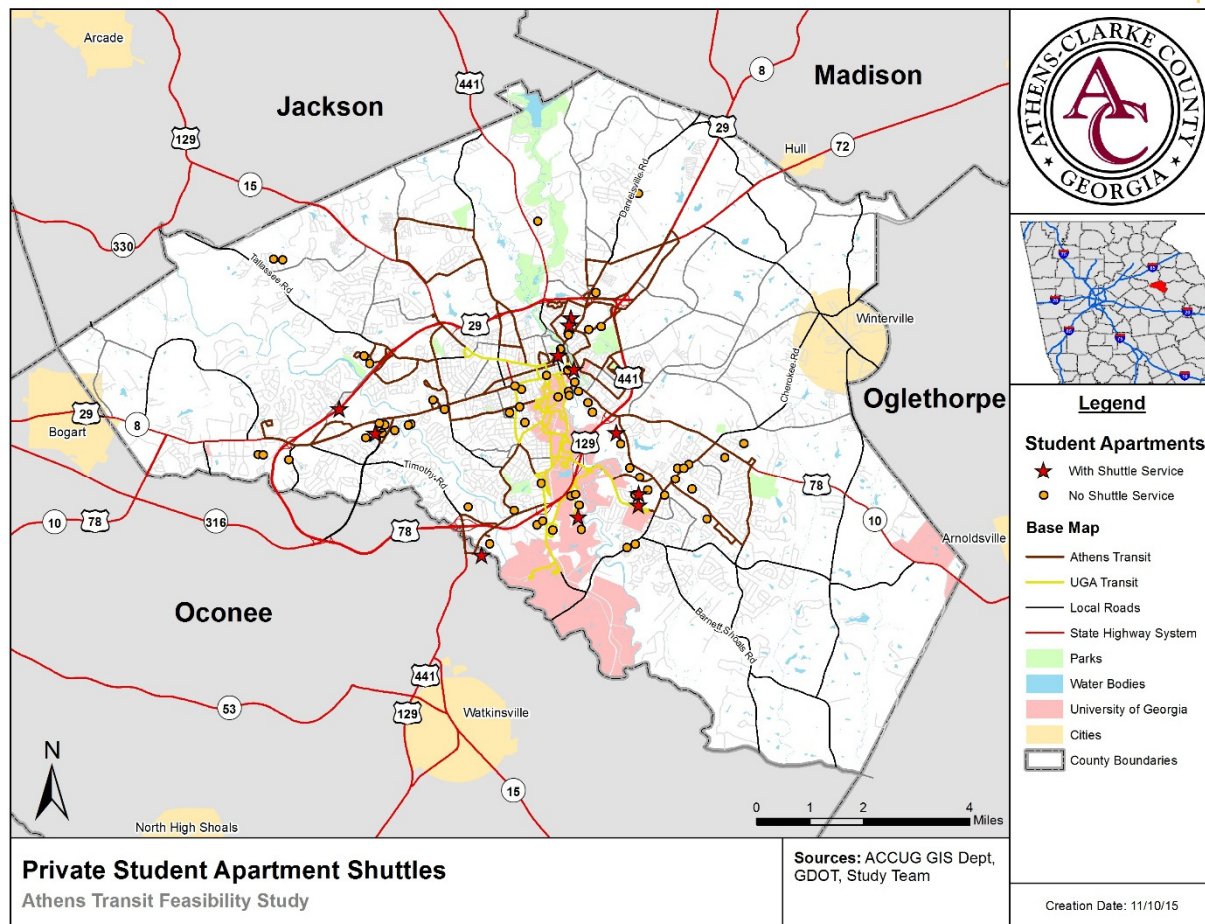 Arcade
Jackson
Madison
441
8
129
29
Hull
72
15
330
Danielsville Rd
Tallassee Rd
29
Winterville
Cherokee Rd
441
Oglethorpe
29
8
Bogart
129
Timothy Rd
78
10
78
316
78
10
Arnoldsville
Oconee
Barnett Shoals Rd
441
53
129
Watkinsville
15
N
North High Shoals
0 1 2 4
Miles
ATHENS-CLARKE COUNTY
AC
GEORGIA
Legend
Student Apartments
With Shuttle Service
No Shuttle Service
Base Map
Athens Transit
UGA Transit
Local Roads
State Highway System
Parks
Water Bodies
University of Georgia
Cities
County Boundaries
Private Student Apartment Shuttles
Athens Transit Feasibility Study
Sources: ACCUG GIS Dept,
GDOT, Study Team
Creation Date: 11/10/15